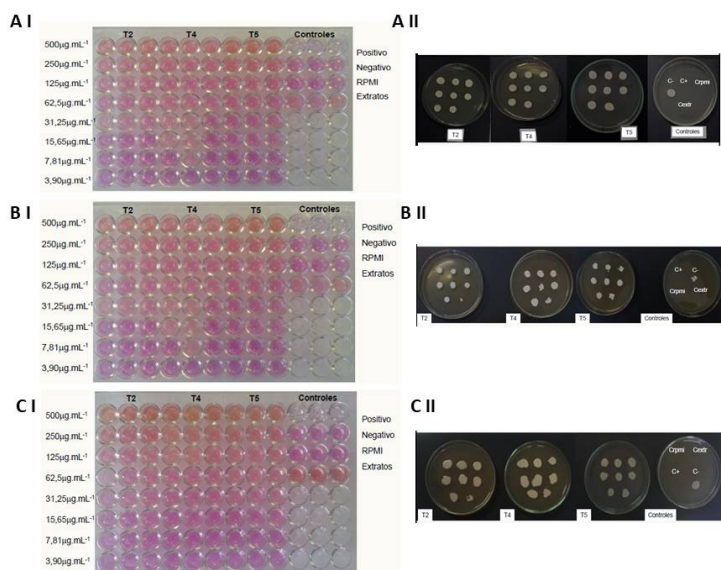 A I
T2 T4 T5 Controles
500µg.mL⁻¹
250µg.mL⁻¹
125µg.mL⁻¹
62,5µg.mL⁻¹
31,25µg.mL⁻¹
15,65µg.mL⁻¹
7,81µg.mL⁻¹
3,90µg.mL⁻¹
Positivo
Negativo
RPMI
Extratos
A II
C- C+ Crpmi
Cextr
T2 T4 T5 Controles
B I
T2 T4 T5 Controles
500µg.mL⁻¹
250µg.mL⁻¹
125µg.mL⁻¹
62,5µg.mL⁻¹
31,25µg.mL⁻¹
15,65µg.mL⁻¹
7,81µg.mL⁻¹
3,90µg.mL⁻¹
Positivo
Negativo
RPMI
Extratos
B II
C+ C-
Crpmi Cextr
T2 T4 T5 Controles
C I
T2 T4 T5 Controles
500µg.mL⁻¹
250µg.mL⁻¹
125µg.mL⁻¹
62,5µg.mL⁻¹
31,25µg.mL⁻¹
15,65µg.mL⁻¹
7,81µg.mL⁻¹
3,90µg.mL⁻¹
Positivo
Negativo
RPMI
Extratos
C II
Crpmi Cextr
C+ C-
T2 T4 T5 Controles